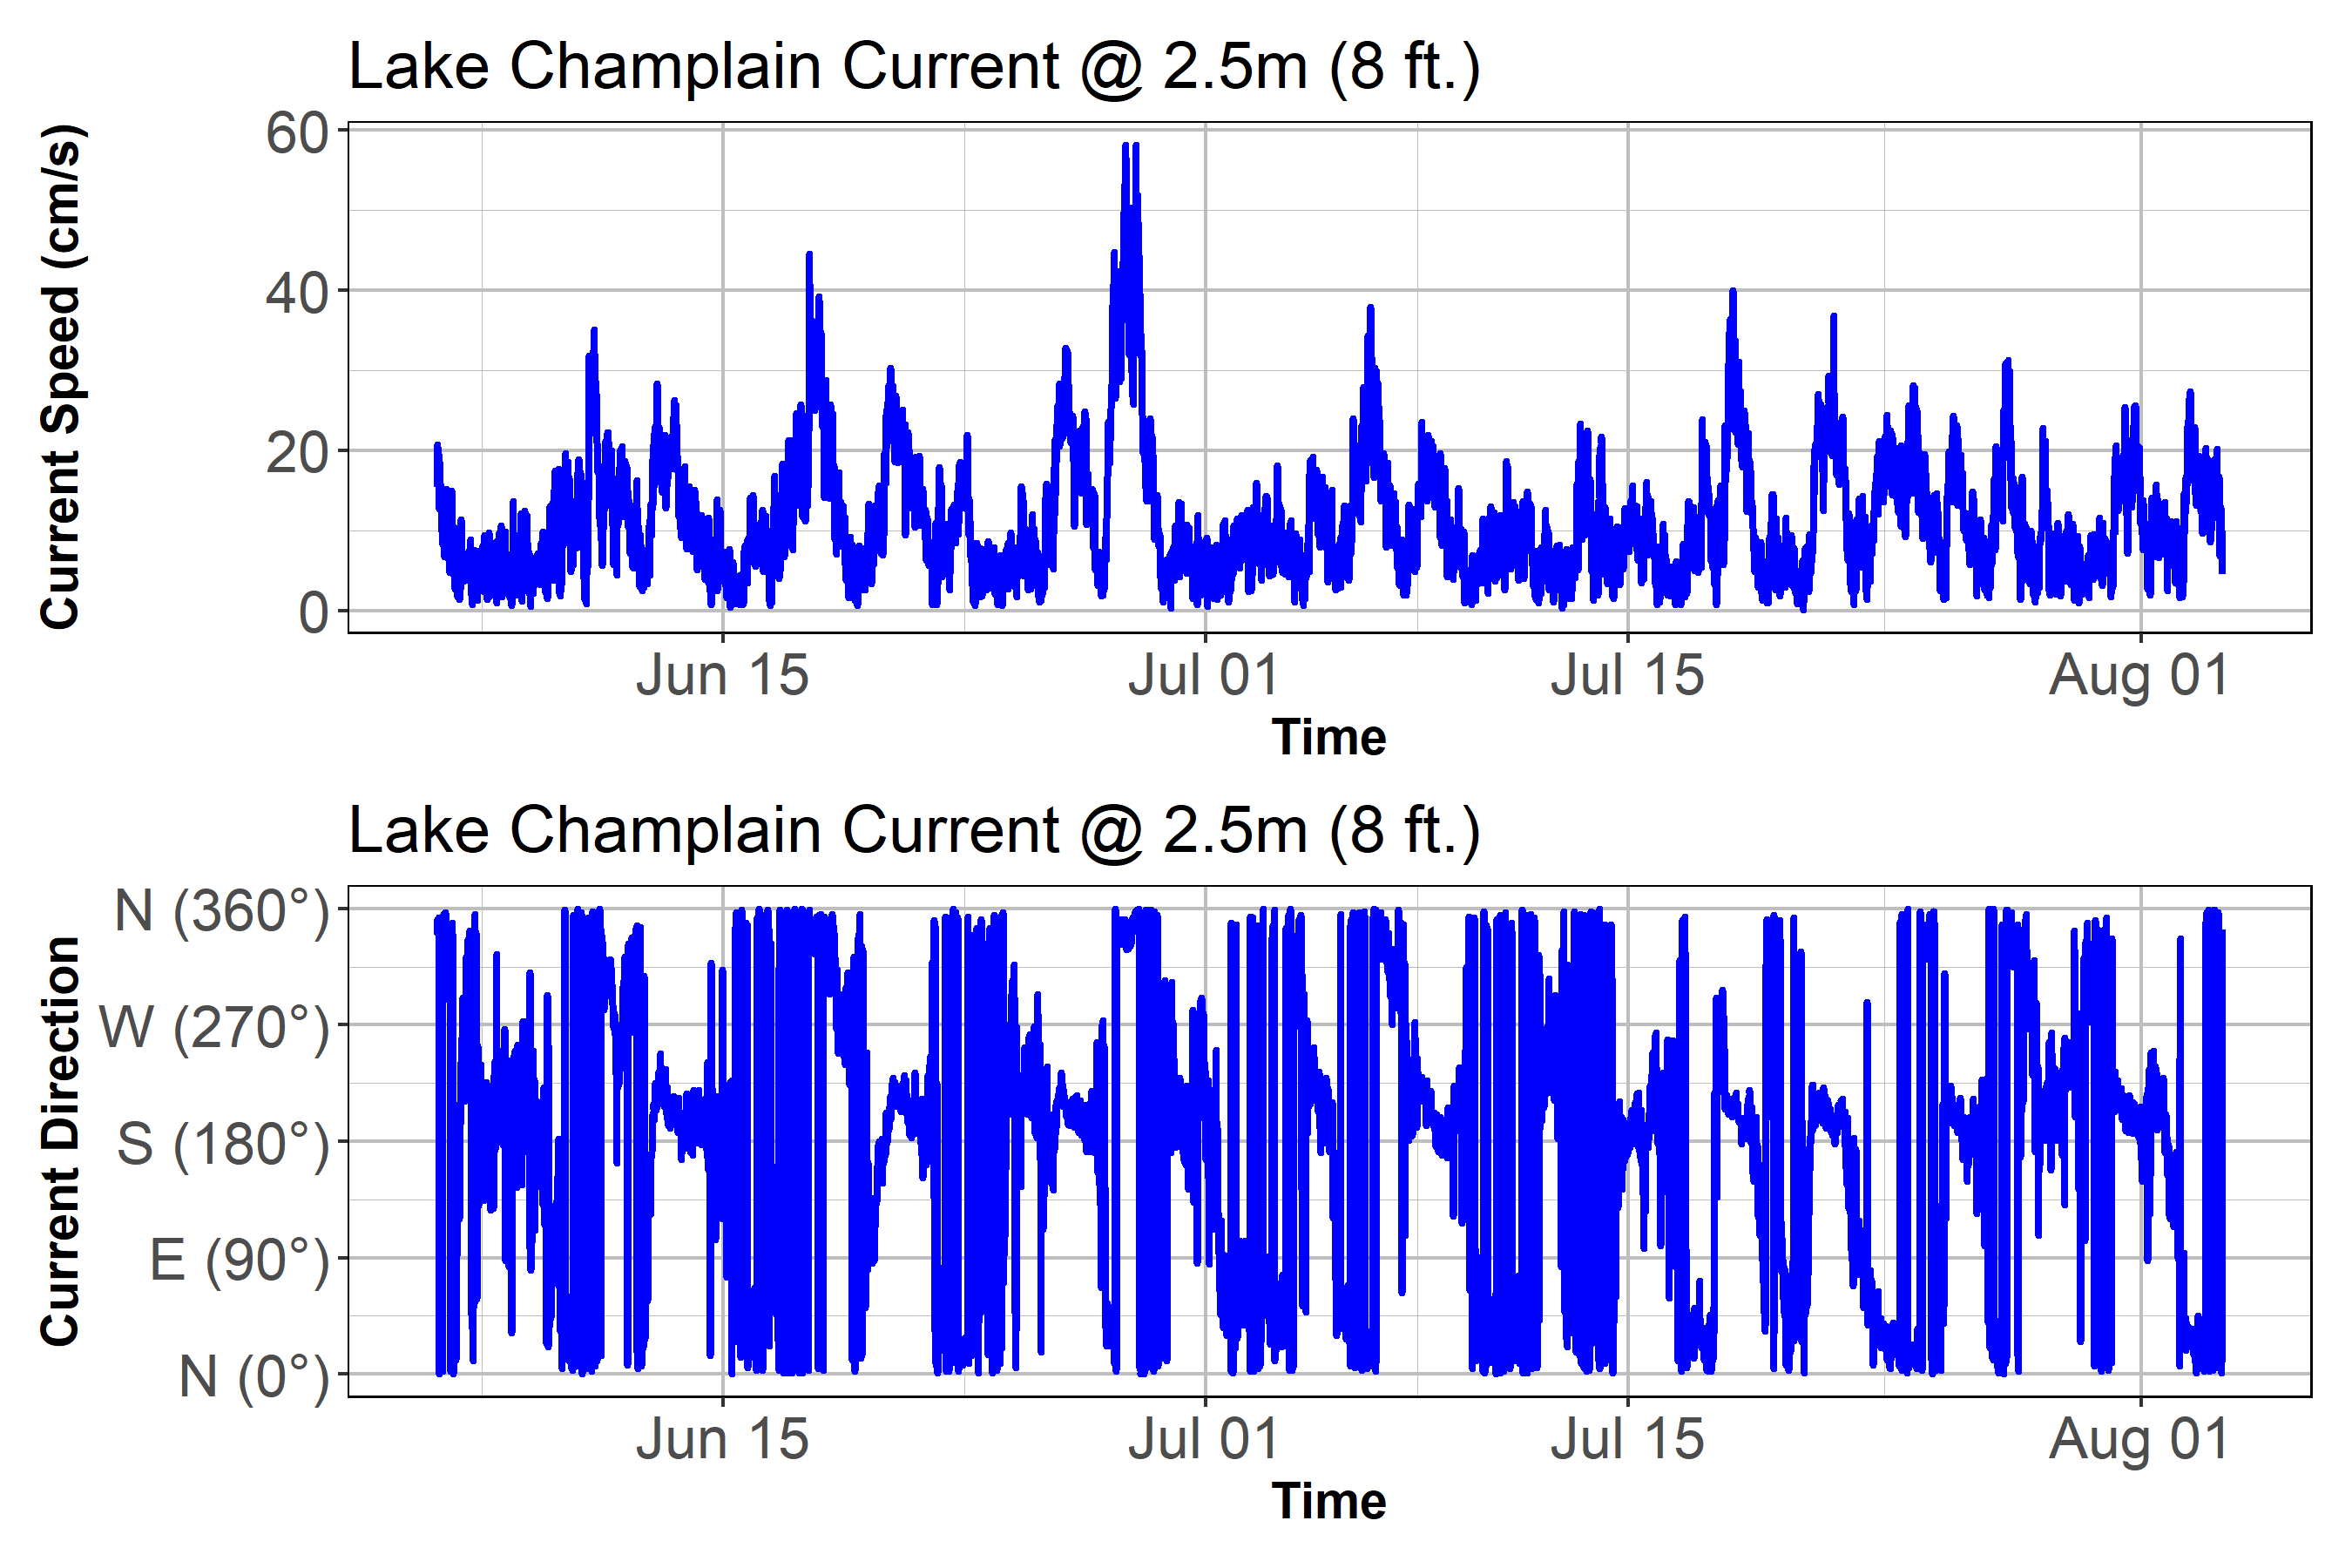 Lake Champlain Current @ 2.5m (8 ft.)
Current Speed (cm/s)
60
40
20
0
Jun 15 Jul 01 Jul 15 Aug 01
Time
Lake Champlain Current @ 2.5m (8 ft.)
Current Direction
N (360°)
W (270°)
S (180°)
E (90°)
N (0°)
Jun 15 Jul 01 Jul 15 Aug 01
Time